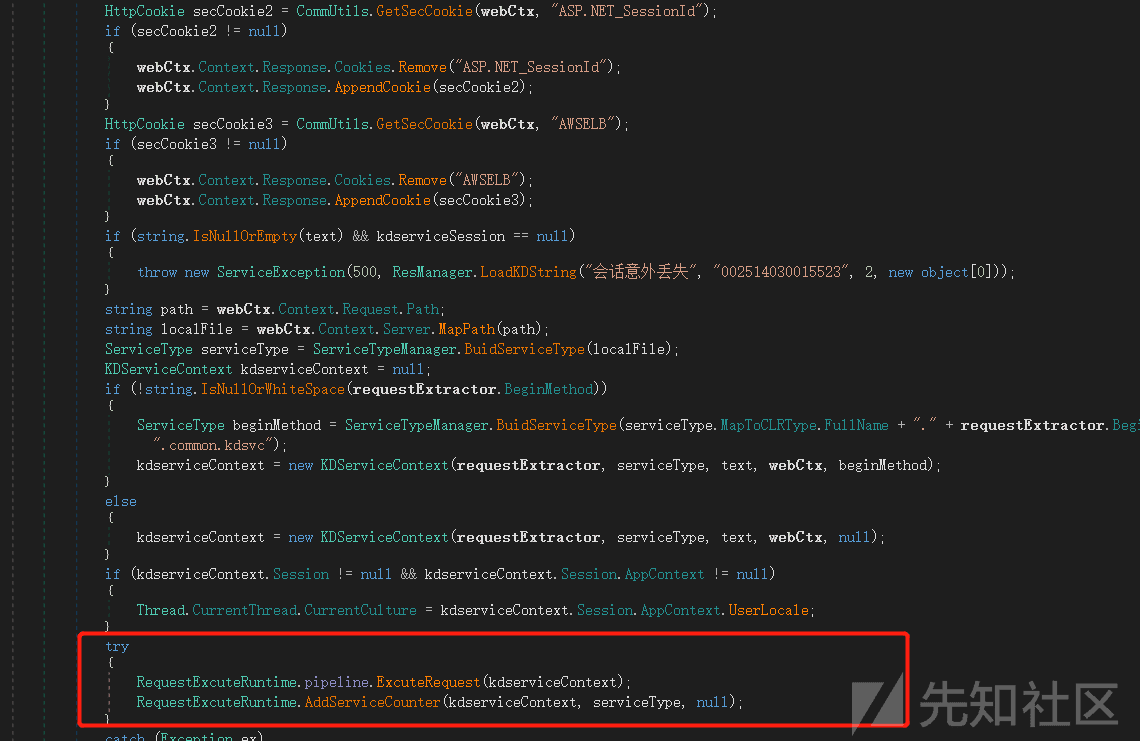 HttpCookie secCookie2 = CommUtils.GetSecCookie(webCtx, "ASP.NET_SessionId");
if (secCookie2 != null)
{
webCtx.Context.Response.Cookies.Remove("ASP.NET_SessionId");
webCtx.Context.Response.AppendCookie(secCookie2);
}
HttpCookie secCookie3 = CommUtils.GetSecCookie(webCtx, "AWSELB");
if (secCookie3 != null)
{
webCtx.Context.Response.Cookies.Remove("AWSELB");
webCtx.Context.Response.AppendCookie(secCookie3);
}
if (string.IsNullOrEmpty(text) && kdserviceSession == null)
{
throw new ServiceException(500, ResManager.LoadKDString("会话意外丢失", "002514030015523", 2, new object[0]));
}
string path = webCtx.Context.Request.Path;
string localFile = webCtx.Context.Server.MapPath(path);
ServiceType serviceType = ServiceTypeManager.BuidServiceType(localFile);
KDServiceContext kdserviceContext = null;
if (!string.IsNullOrWhiteSpace(requestExtractor.BeginMethod))
{
ServiceType beginMethod = ServiceTypeManager.BuidServiceType(serviceType.MapToCLRType.FullName + "." + requestExtractor.Beg
".common.kdsvc");
kdserviceContext = new KDServiceContext(requestExtractor, serviceType, text, webCtx, beginMethod);
}
else
{
kdserviceContext = new KDServiceContext(requestExtractor, serviceType, text, webCtx, null);
}
if (kdserviceContext.Session != null && kdserviceContext.Session.AppContext != null)
{
Thread.CurrentThread.CurrentCulture = kdserviceContext.Session.AppContext.UserLocale;
}
try
{
RequestExcuteRuntime.pipeline.ExcuteRequest(kdserviceContext);
RequestExcuteRuntime.AddServiceCounter(kdserviceContext, serviceType, null);
}
catch (Exception ex)
先知社区